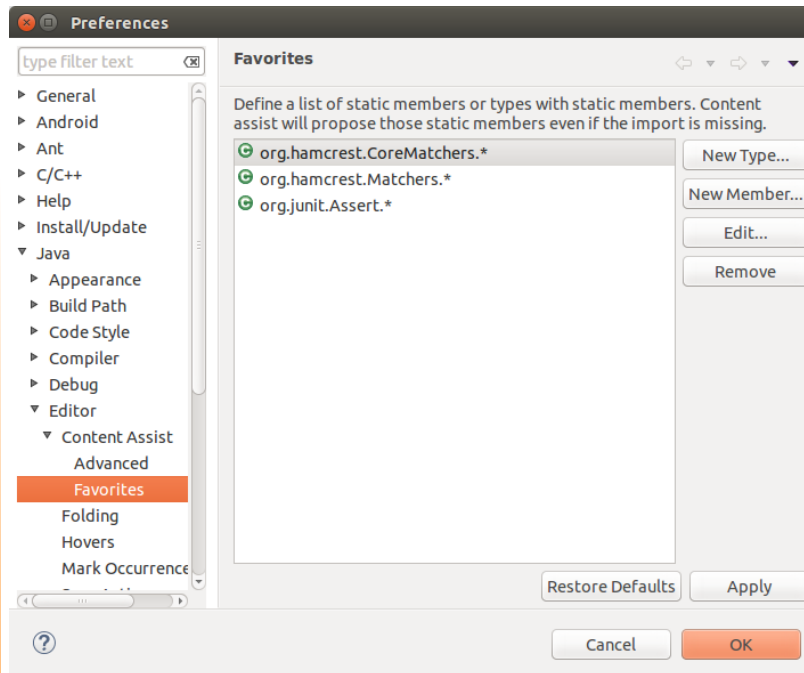 Preferences
type filter text
General
Android
Ant
C/C++
Help
Install/Update
Java
Appearance
Build Path
Code Style
Compiler
Debug
Editor
Content Assist
Advanced
Favorites
Folding
Hovers
Mark Occurrence
Favorites
Define a list of static members or types with static members. Content
assist will propose those static members even if the import is missing.
org.hamcrest.CoreMatchers.*
org.hamcrest.Matchers.*
org.junit.Assert.*
New Type...
New Member...
Edit...
Remove
Restore Defaults
Apply
Cancel
OK